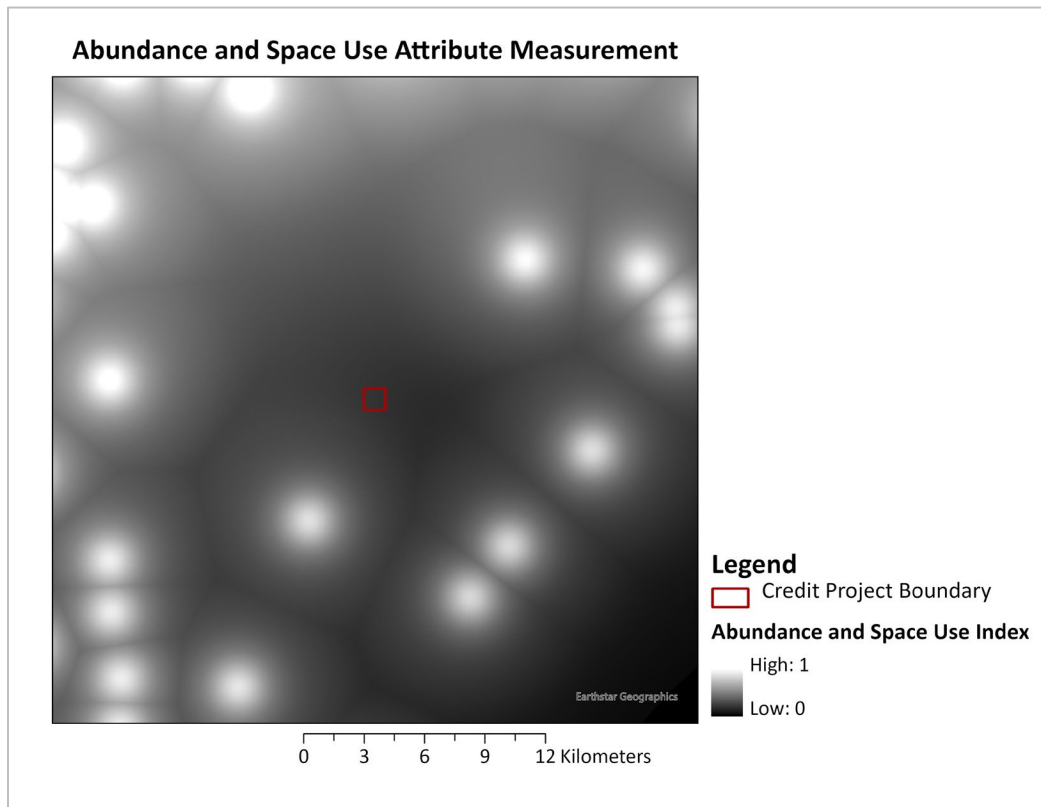 Abundance and Space Use Attribute Measurement
Earthstar Geographics
Legend
Credit Project Boundary
Abundance and Space Use Index
High: 1
Low: 0
0 3 6 9 12 Kilometers